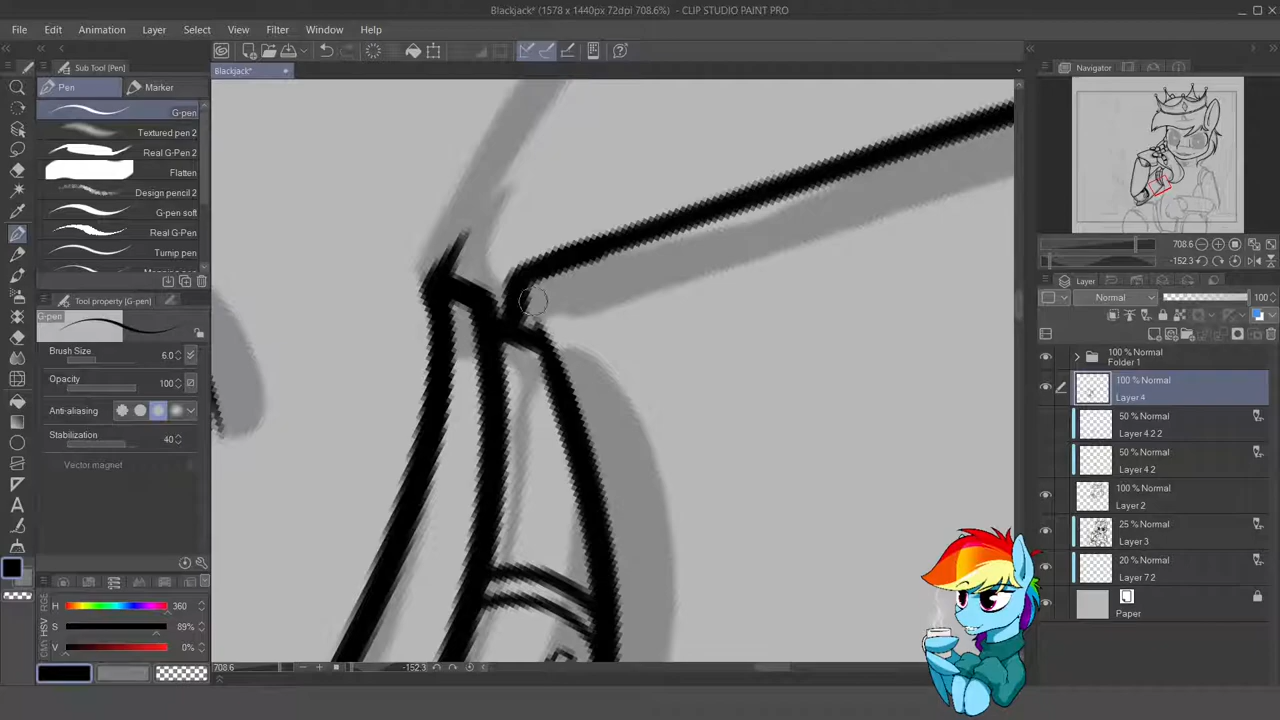 Blackjack* (1578 x 1440px 72dpi 708.6%) - CLIP STUDIO PAINT PRO
File Edit Animation Layer Select View Filter Window Help
Sub Tool [Pen]
Blackjack*
Navigator
Pen Marker
G-pen
Textured pen 2
Real G-Pen 2
Flatten
Design pencil 2
G-pen soft
Real G-Pen
Turnip pen
Tool property [G-pen]
G-pen
Brush Size 6.0
Opacity 100
Anti-aliasing
Stabilization 40
Vector magnet
H 360
S 89%
V 0%
HSV
708.6 -152.3
708.6
-152.3
Layer
Normal 100
100 % Normal
Folder 1
100 % Normal
Layer 4
50 % Normal
Layer 4 2 2
50 % Normal
Layer 4 2
100 % Normal
Layer 2
25 % Normal
Layer 3
20 % Normal
Layer 7 2
Paper